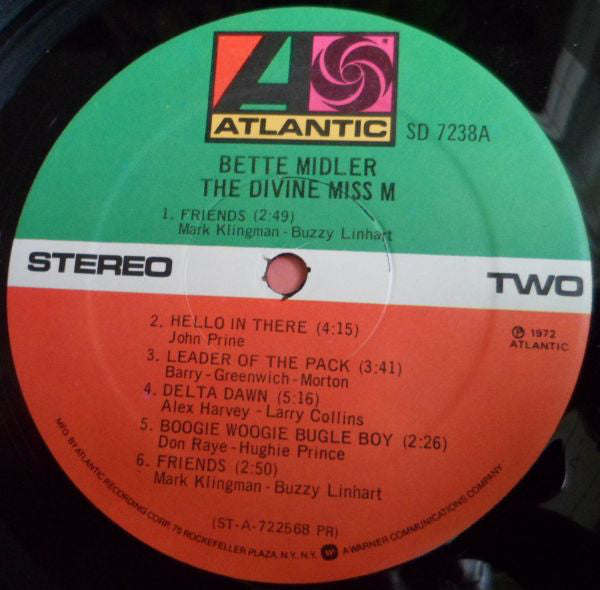 ATLANTIC
SD 7238A
BETTE MIDLER
THE DIVINE MISS M
1. FRIENDS (2:49)
Mark Klingman - Buzzy Linhart
STEREO
TWO
2. HELLO IN THERE (4:15)
John Prine
℗ 1972
ATLANTIC
3. LEADER OF THE PACK (3:41)
Barry - Greenwich - Morton
4. DELTA DAWN (5:16)
Alex Harvey - Larry Collins
5. BOOGIE WOOGIE BUGLE BOY (2:26)
Don Raye - Hughie Prince
6. FRIENDS (2:50)
Mark Klingman - Buzzy Linhart
(ST-A-722568 PR)
MFG. BY ATLANTIC RECORDING CORP. 75 ROCKEFELLER PLAZA. N.Y., N.Y. W A WARNER COMMUNICATIONS COMPANY